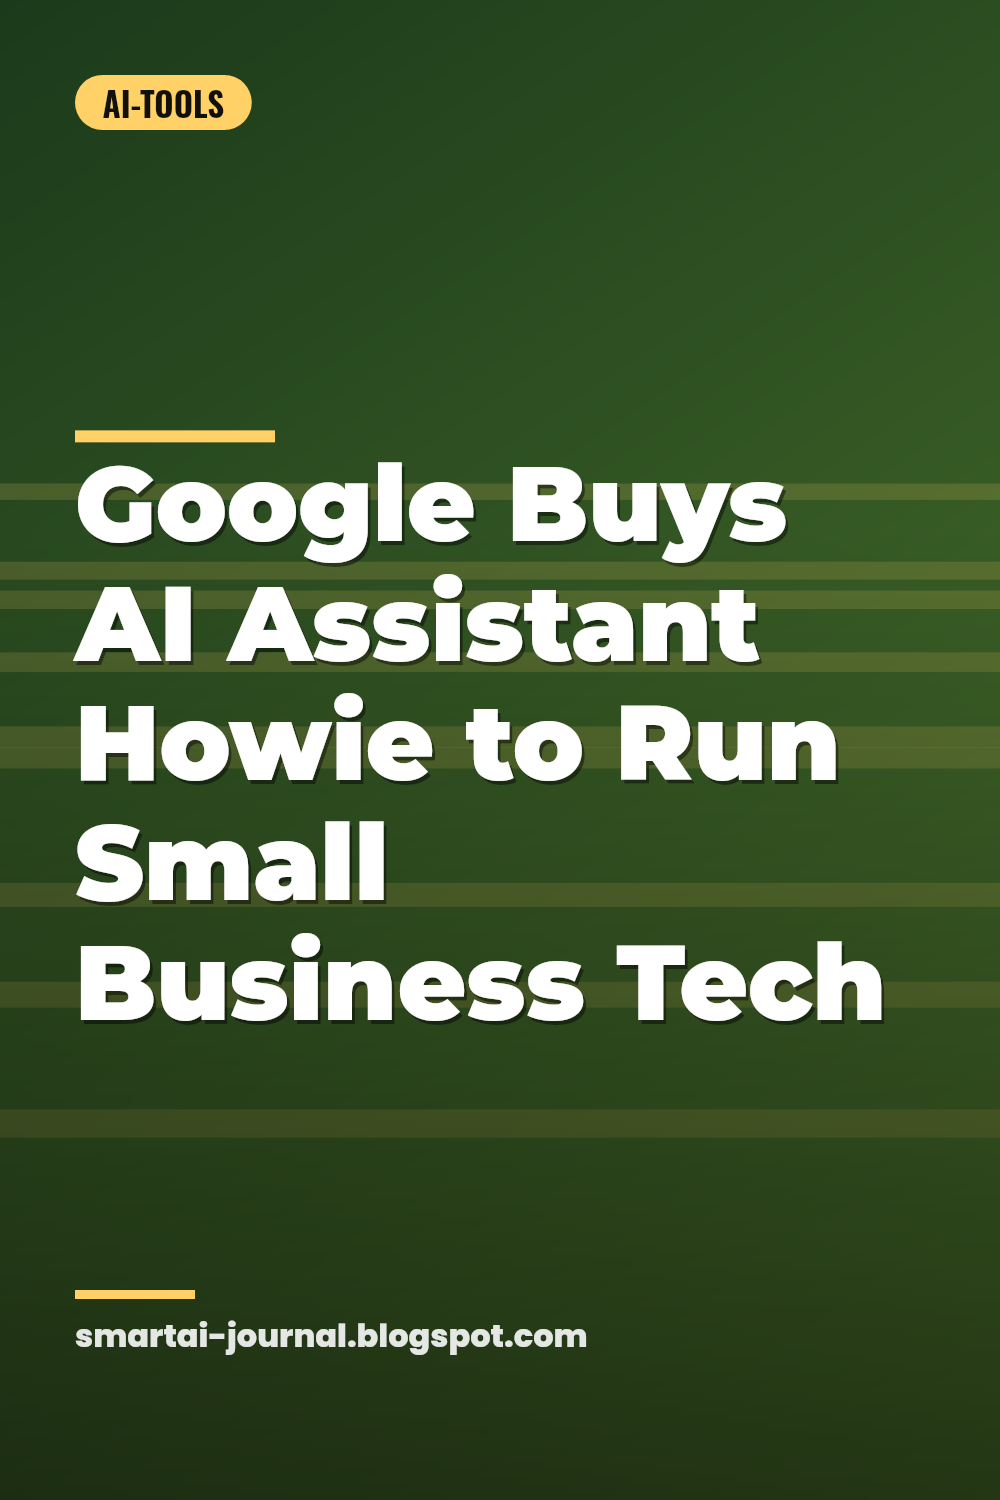 AI-TOOLS
Google Buys
AI Assistant
Howie to Run
Small
Business Tech
smartai-journal.blogspot.com